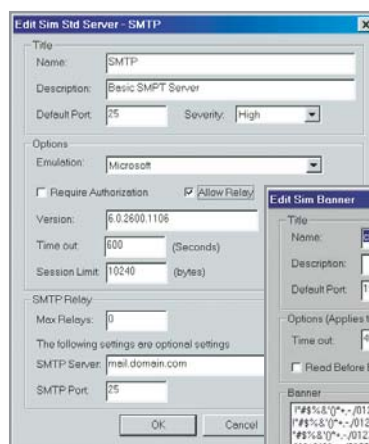 Edit Sim Std Server - SMTP
Title
Name: SMTP
Description: Basic SMPT Server
Default Port: 25 Severity: High
Options
Emulation: Microsoft
Require Authorization Allow Relay
Version: 6.0.2600.1106
Time out: 600 (Seconds)
Session Limit: 10240 (bytes)
SMTP Relay
Max Relays: 0
The following settings are optional settings
SMTP Server: mail.domain.com
SMTP Port: 25
OK Cancel
Edit Sim Banner
Title
Name:
Description:
Default Port: 1
Options (Applies t
Time out: 4
Read Before
Banner